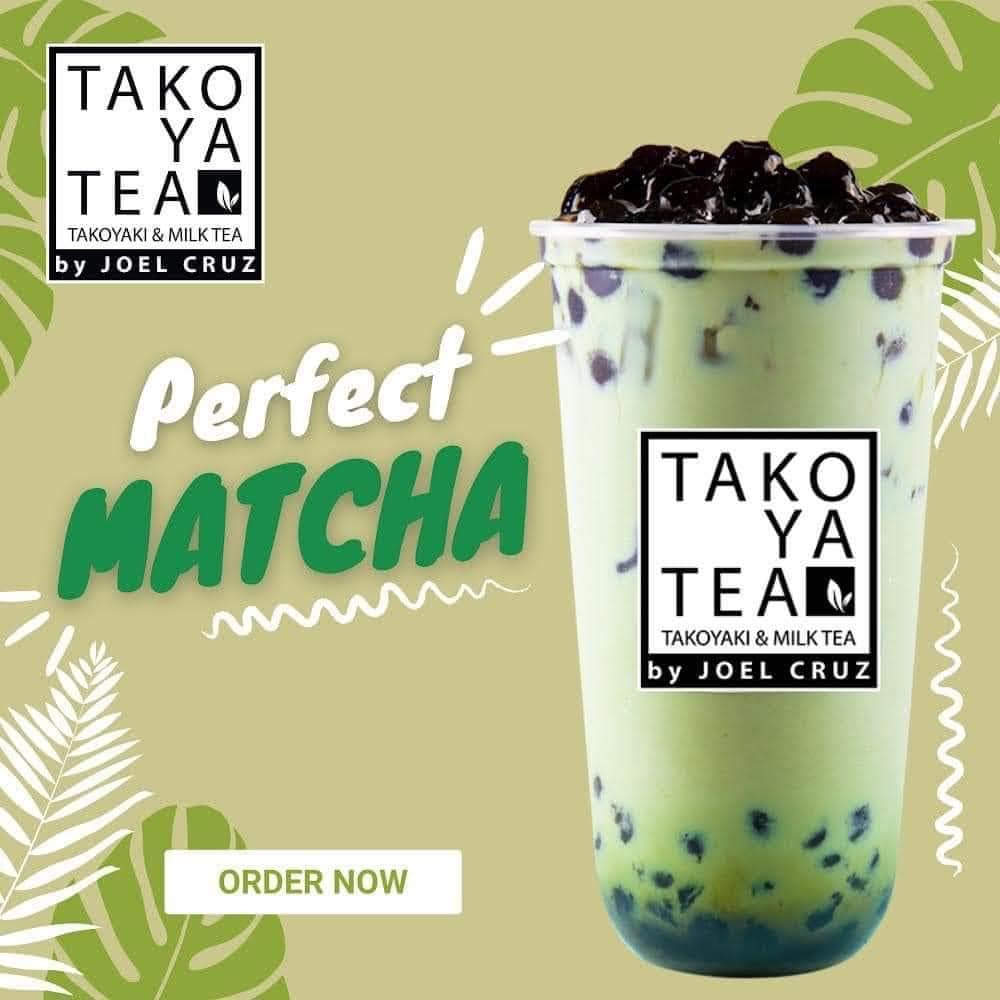 TAKO
YA
TEA
TAKOYAKI & MILK TEA
by JOEL CRUZ
Perfect
MATCHA
TAKO
YA
TEA
TAKOYAKI & MILK TEA
by JOEL CRUZ
ORDER NOW